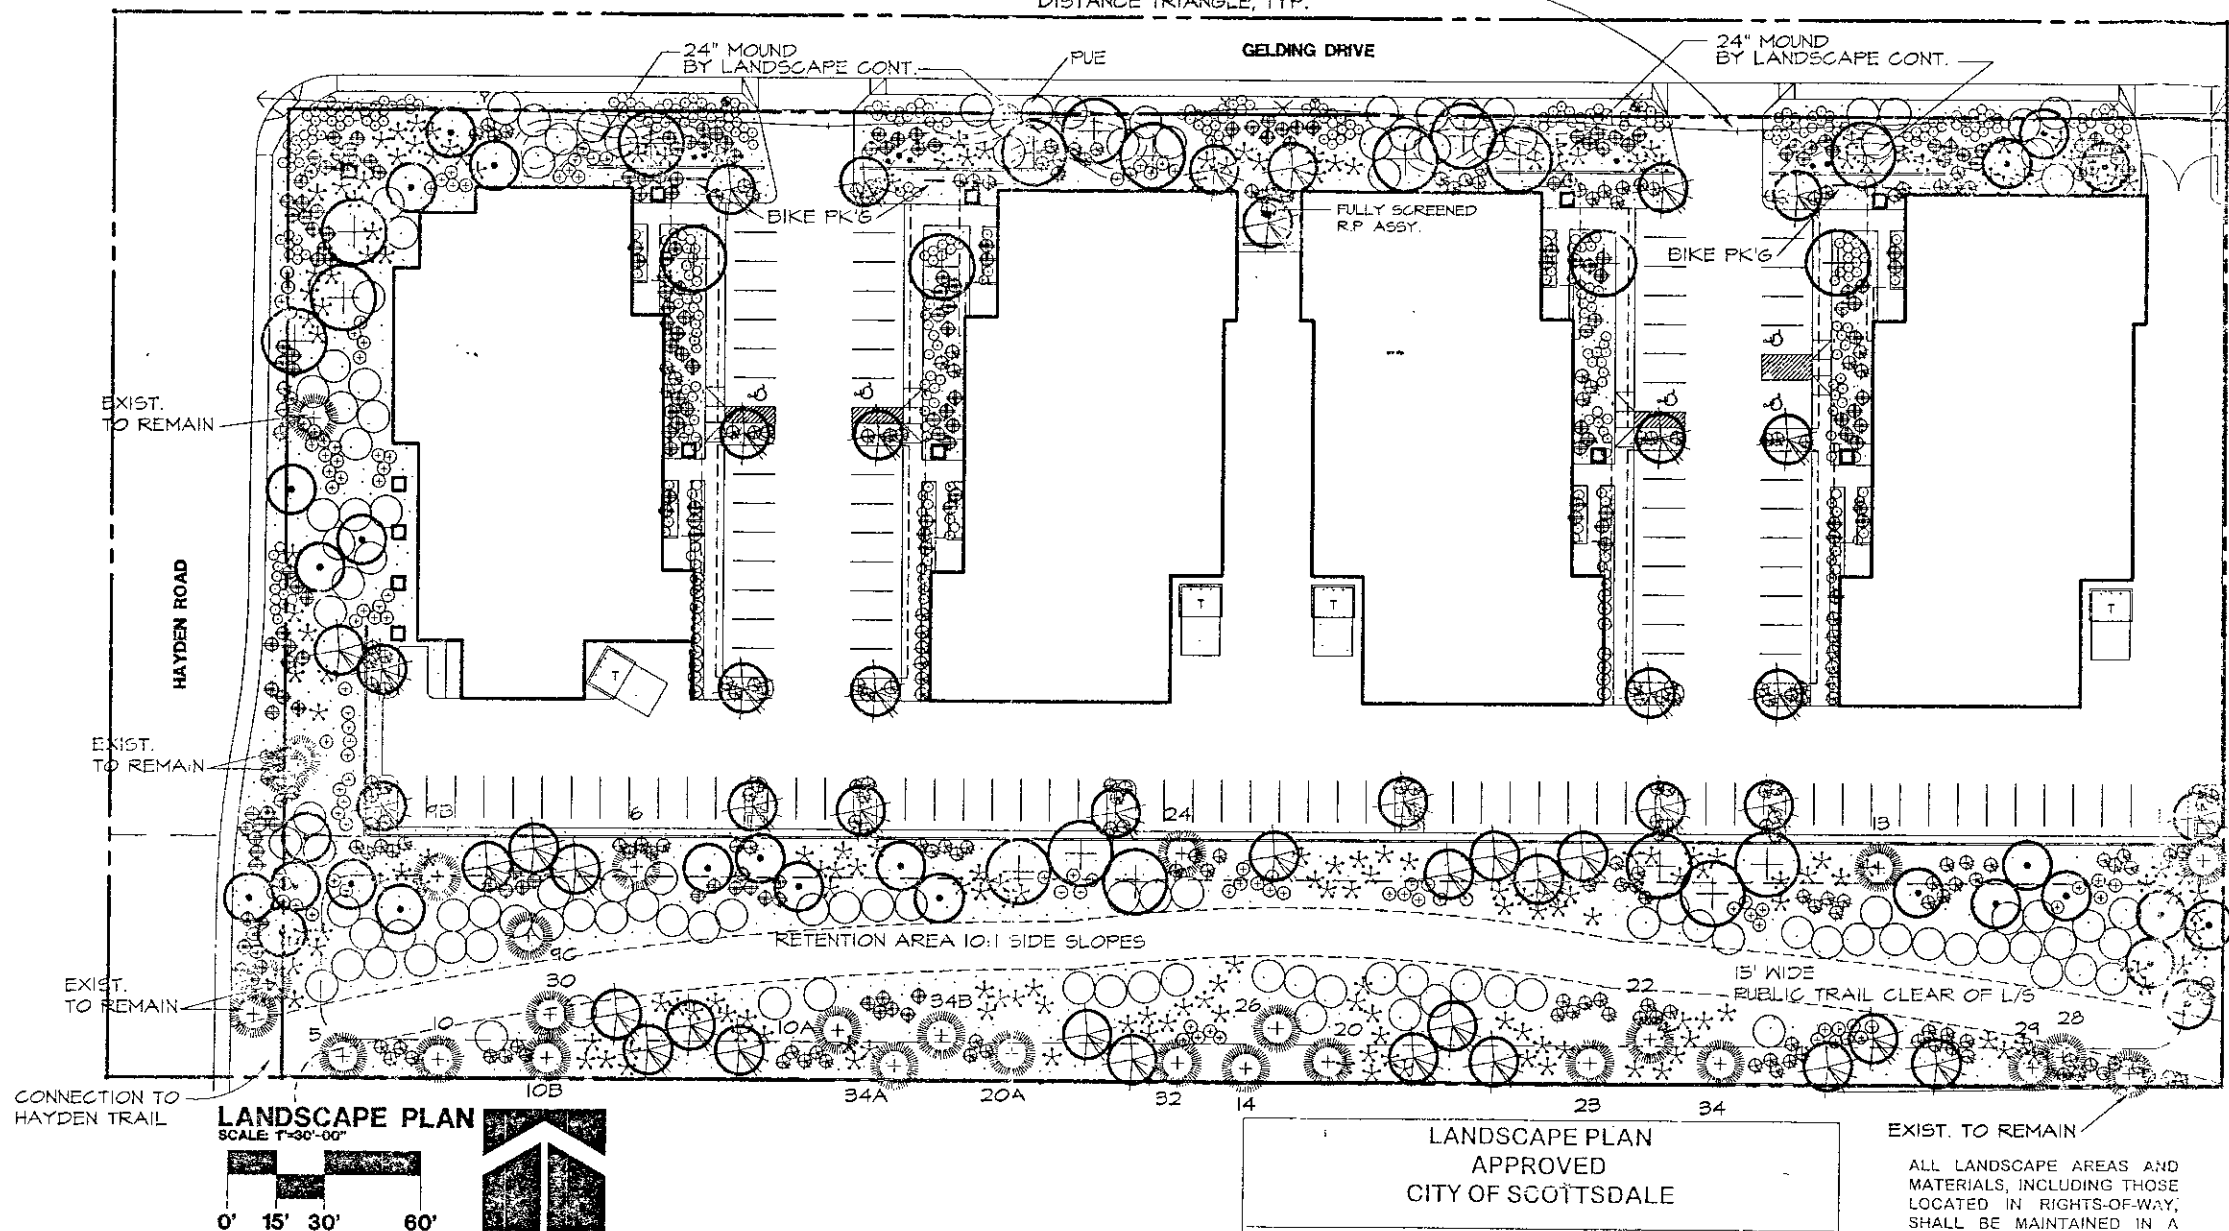 DISTANCE TRIANGLE, TYP.
24" MOUND
BY LANDSCAPE CONT.
PUE
GELDING DRIVE
24" MOUND
BY LANDSCAPE CONT.
BIKE PK'G
FULLY SCREENED
R.P ASSY.
BIKE PK'G
EXIST.
TO REMAIN
HAYDEN ROAD
T
T
T
T
EXIST.
TO REMAIN
9B
6
24
13
RETENTION AREA 10:1 SIDE SLOPES
9C
15' WIDE
PUBLIC TRAIL CLEAR OF L/S
EXIST.
TO REMAIN
30
34B
26
22
5
10
10A
20
29
28
CONNECTION TO
HAYDEN TRAIL
10B
34A
20A
32
14
23
34
LANDSCAPE PLAN
SCALE: 1"=30'-00"
0' 15' 30' 60'
LANDSCAPE PLAN
APPROVED
CITY OF SCOTTSDALE
EXIST. TO REMAIN
ALL LANDSCAPE AREAS AND
MATERIALS, INCLUDING THOSE
LOCATED IN RIGHTS-OF-WAY,
SHALL BE MAINTAINED IN A